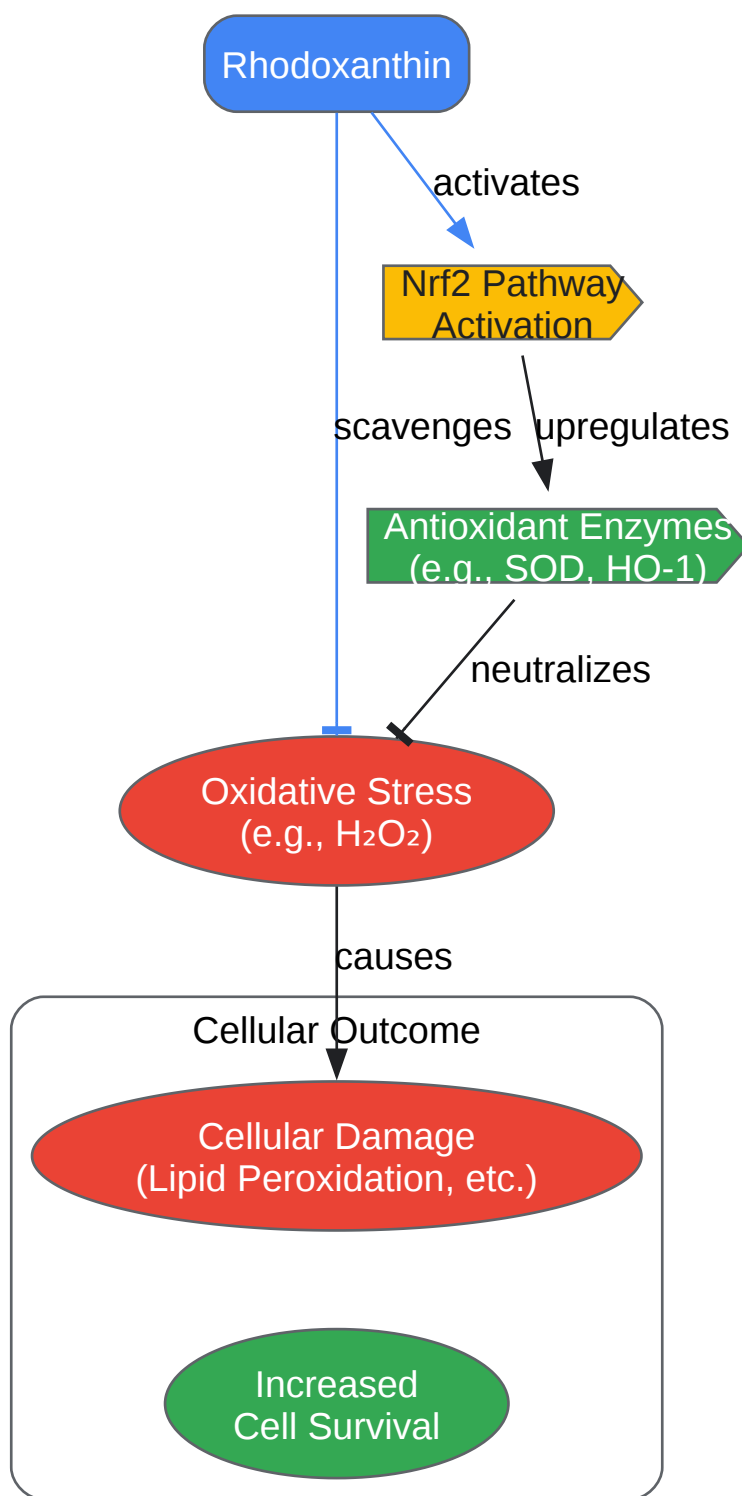 Rhodoxanthin
activates
Nrf2 Pathway
Activation
scavenges
upregulates
Antioxidant Enzymes
(e.g., SOD, HO-1)
neutralizes
Oxidative Stress
(e.g., H₂O₂)
causes
Cellular Outcome
Cellular Damage
(Lipid Peroxidation, etc.)
Increased
Cell Survival